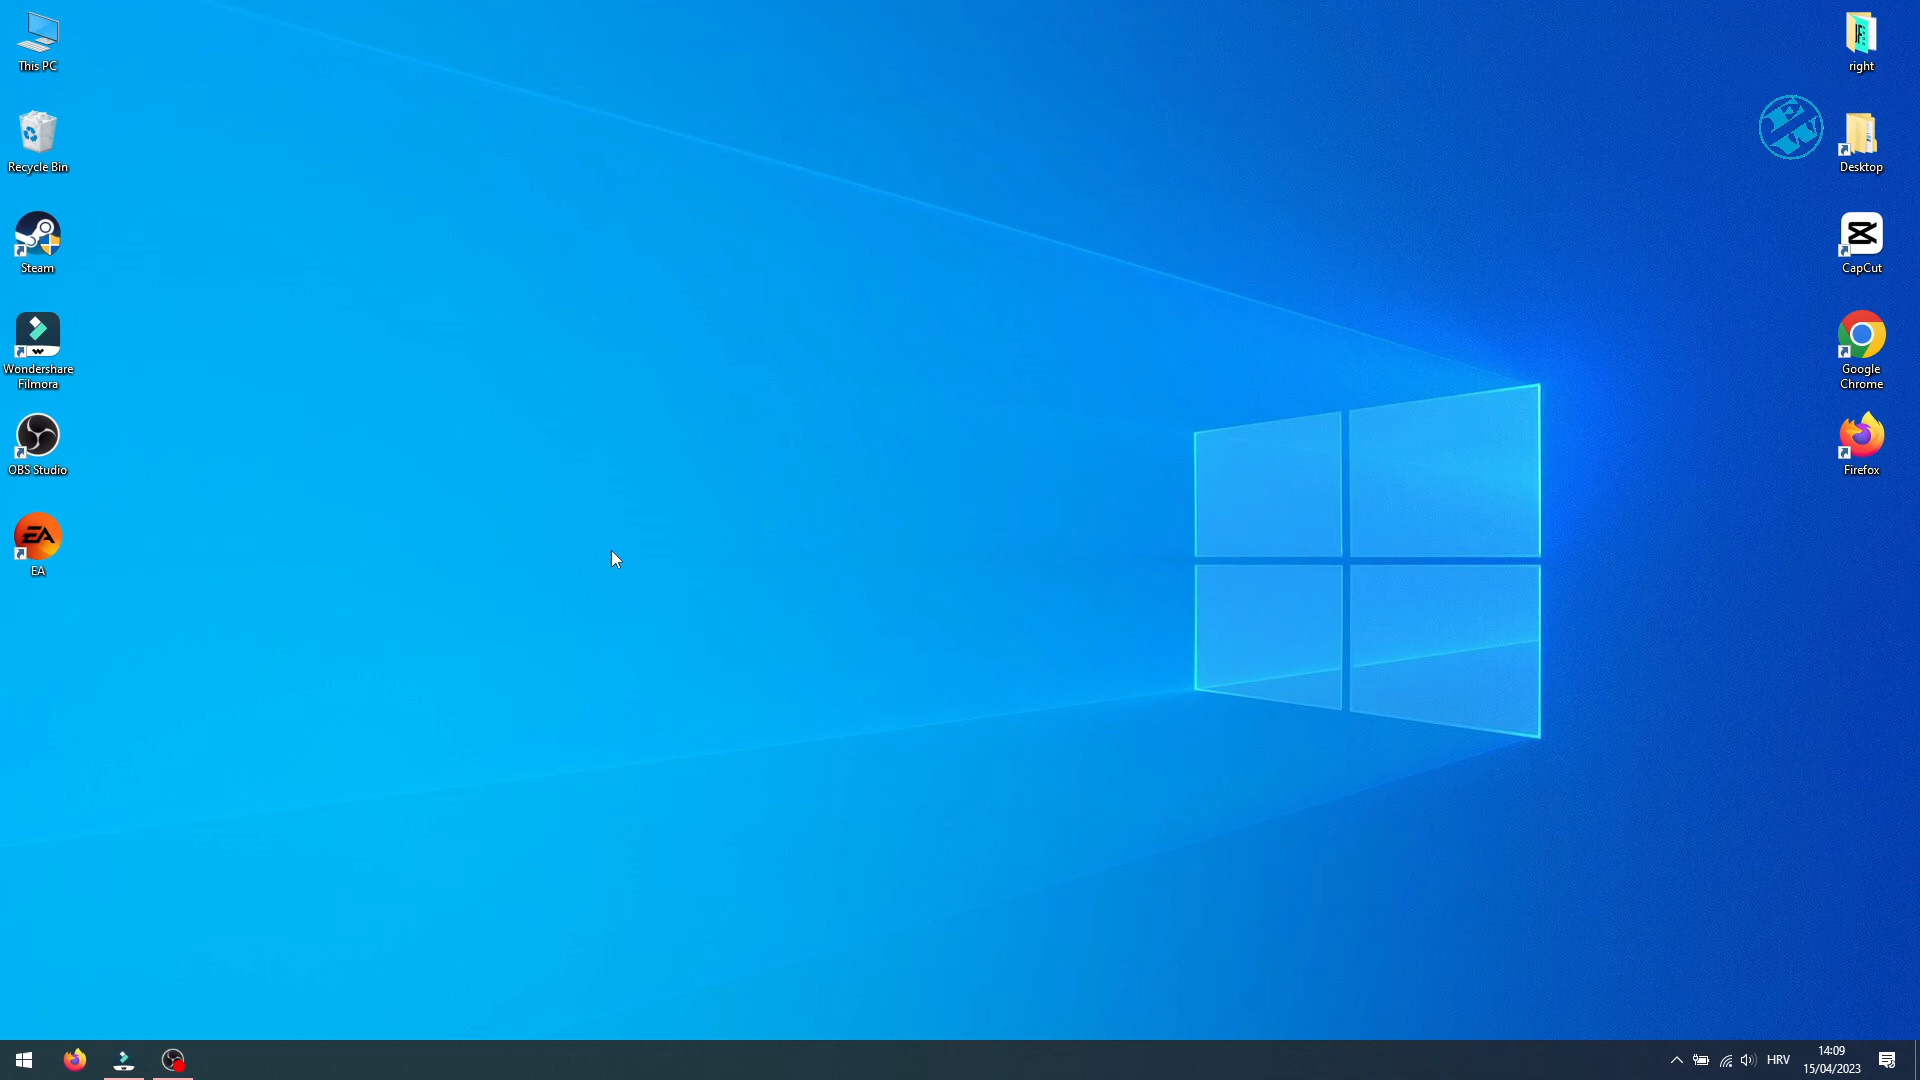 This PC
Recycle Bin
Steam
Wondershare
Filmora
OBS Studio
EA
EA
right
Desktop
CapCut
Google
Chrome
Firefox
HRV
14:09
15/04/2023